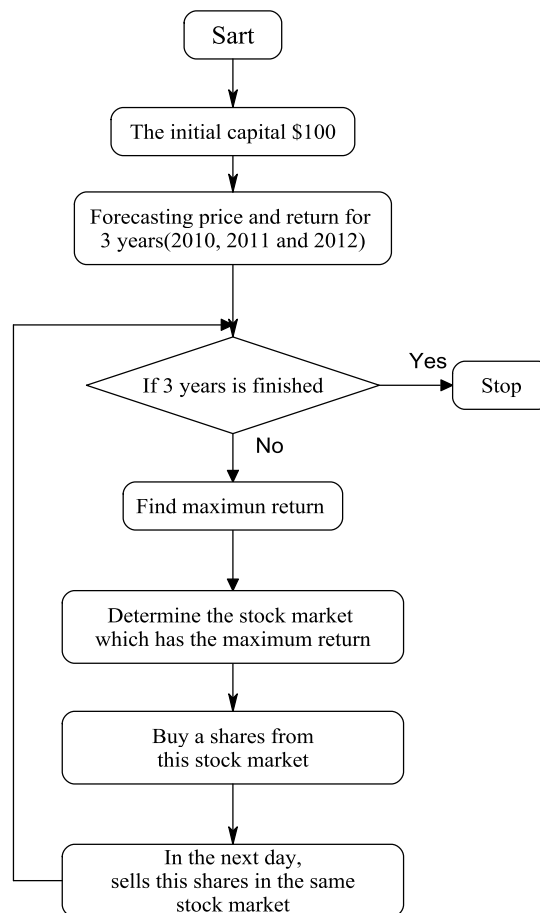 Sart
The initial capital $100
Forecasting price and return for
3 years(2010, 2011 and 2012)
If 3 years is finished
Yes
Stop
No
Find maximun return
Determine the stock market
which has the maximum return
Buy a shares from
this stock market
In the next day,
sells this shares in the same
stock market